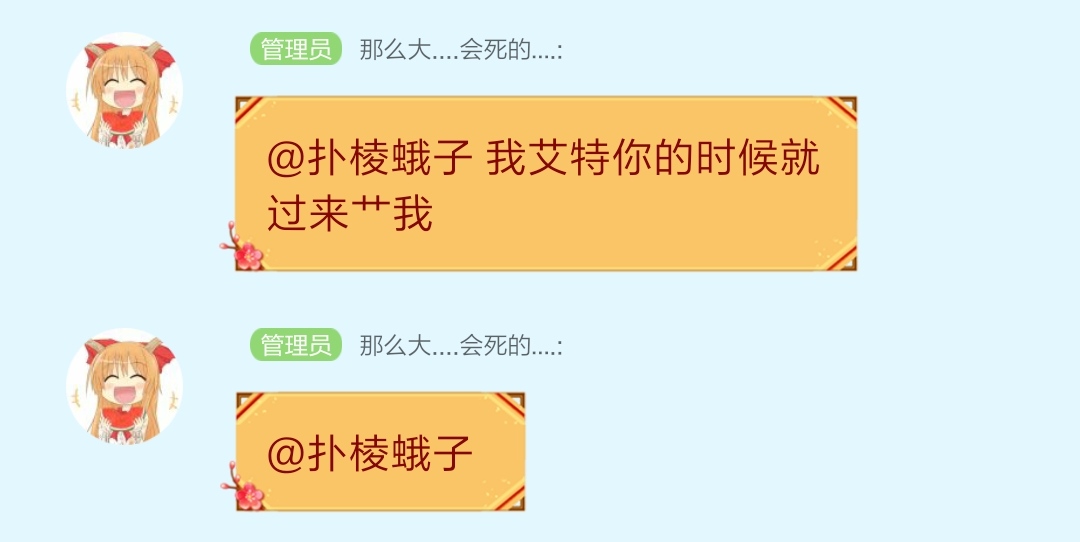 管理员 那么大....会死的....:
@扑棱蛾子 我艾特你的时候就
过来艹我
管理员 那么大....会死的....:
@扑棱蛾子